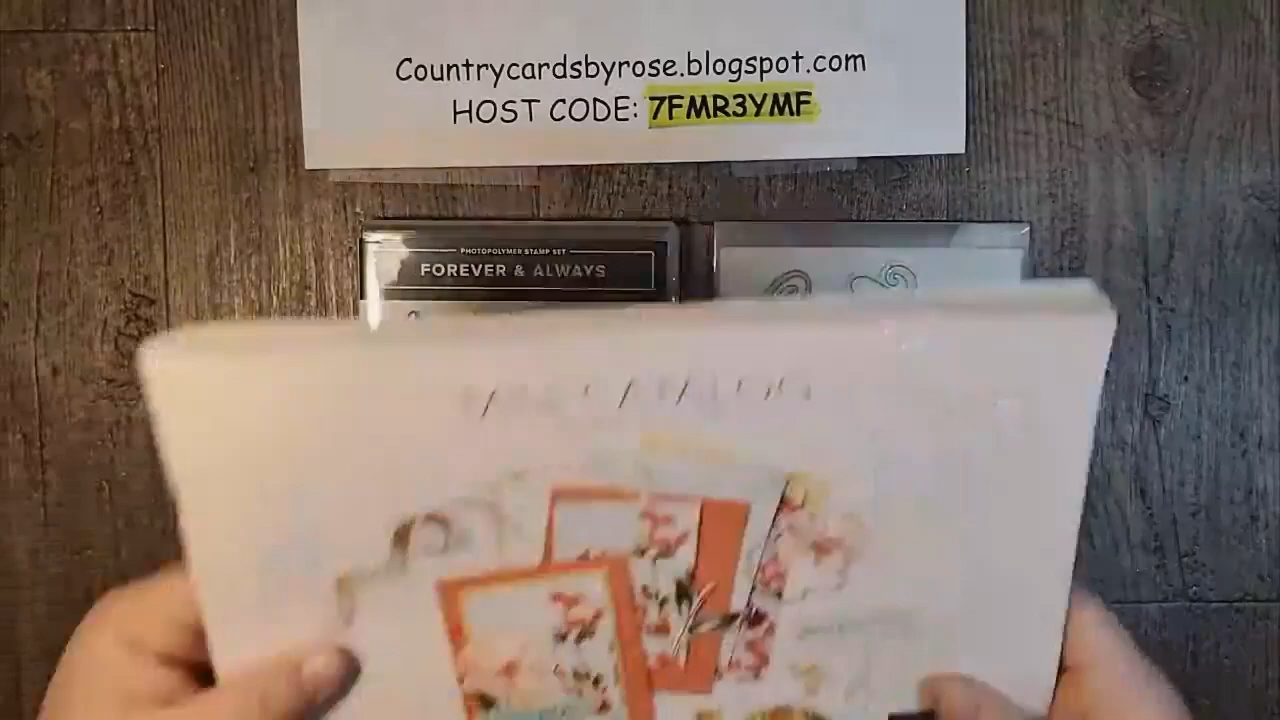 Countrycardsbyrose.blogspot.com
HOST CODE: 7FMR3YMF
PHOTOPOLYMER STAMP SET
FOREVER & ALWAYS